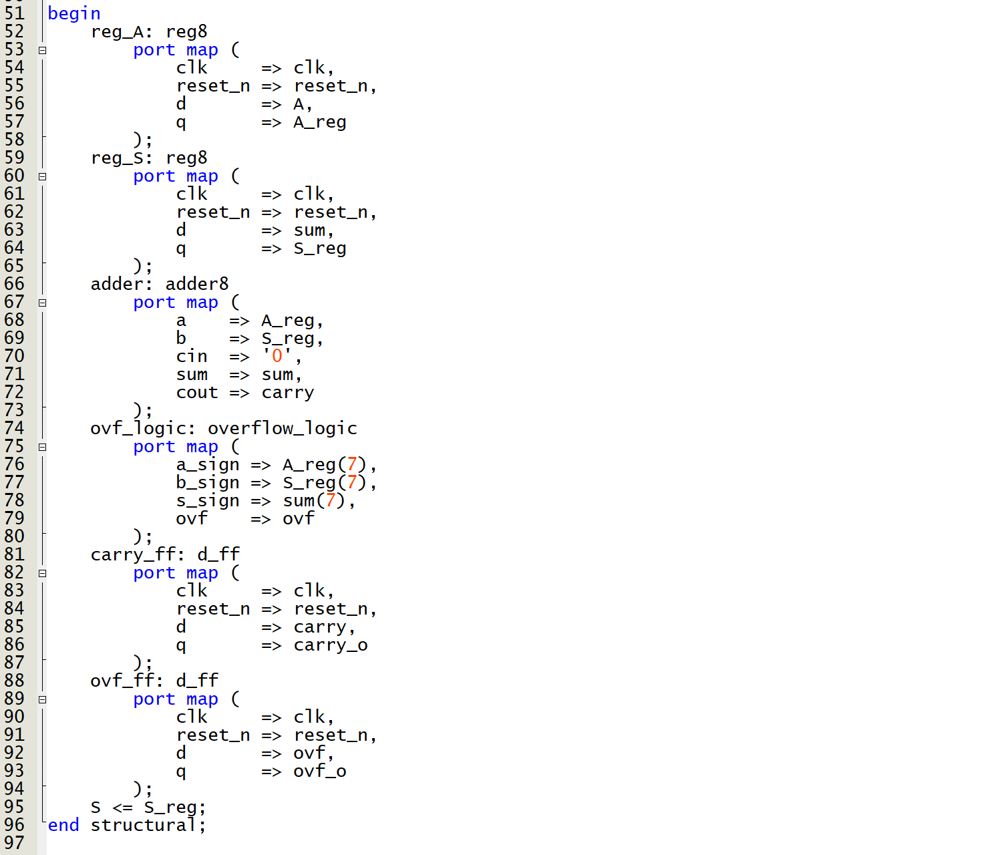 51 begin
52     reg_A: reg8
53         port map (
54             clk     => clk,
55             reset_n => reset_n,
56             d       => A,
57             q       => A_reg
58         );
59     reg_S: reg8
60         port map (
61             clk     => clk,
62             reset_n => reset_n,
63             d       => sum,
64             q       => S_reg
65         );
66     adder: adder8
67         port map (
68             a    => A_reg,
69             b    => S_reg,
70             cin  => '0',
71             sum  => sum,
72             cout => carry
73         );
74     ovf_logic: overflow_logic
75         port map (
76             a_sign => A_reg(7),
77             b_sign => S_reg(7),
78             s_sign => sum(7),
79             ovf    => ovf
80         );
81     carry_ff: d_ff
82         port map (
83             clk     => clk,
84             reset_n => reset_n,
85             d       => carry,
86             q       => carry_o
87         );
88     ovf_ff: d_ff
89         port map (
90             clk     => clk,
91             reset_n => reset_n,
92             d       => ovf,
93             q       => ovf_o
94         );
95     S <= S_reg;
96 end structural;
97